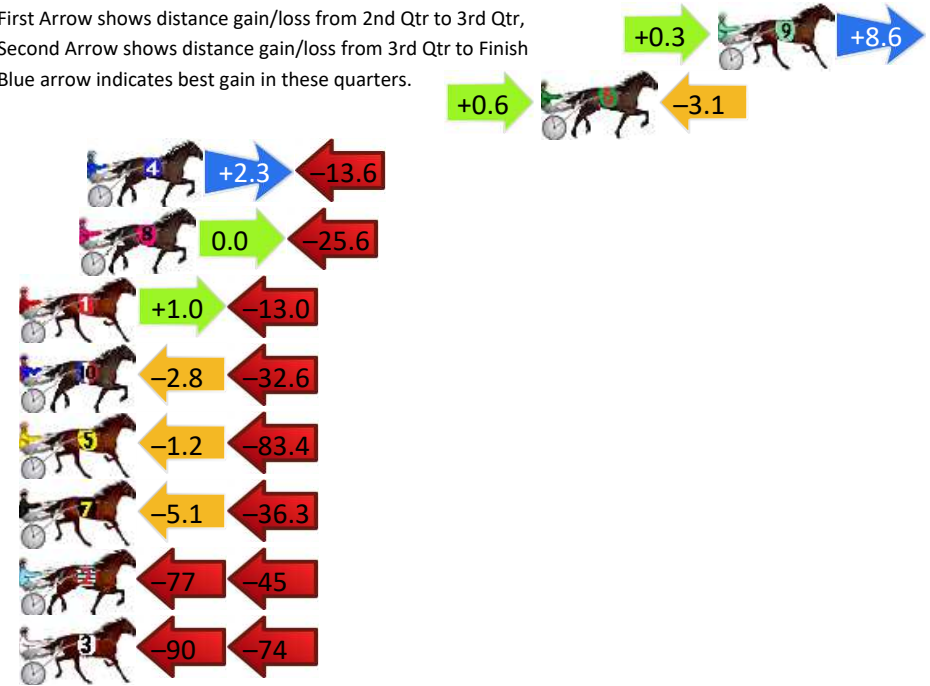 First Arrow shows distance gain/loss from 2nd Qtr to 3rd Qtr,
Second Arrow shows distance gain/loss from 3rd Qtr to Finish
Blue arrow indicates best gain in these quarters.
+0.3 9 +8.6
+0.6 6 –3.1
4 +2.3 –13.6
8 0.0 –25.6
1 +1.0 –13.0
10 –2.8 –32.6
5 –1.2 –83.4
7 –5.1 –36.3
2 –77 –45
3 –90 –74